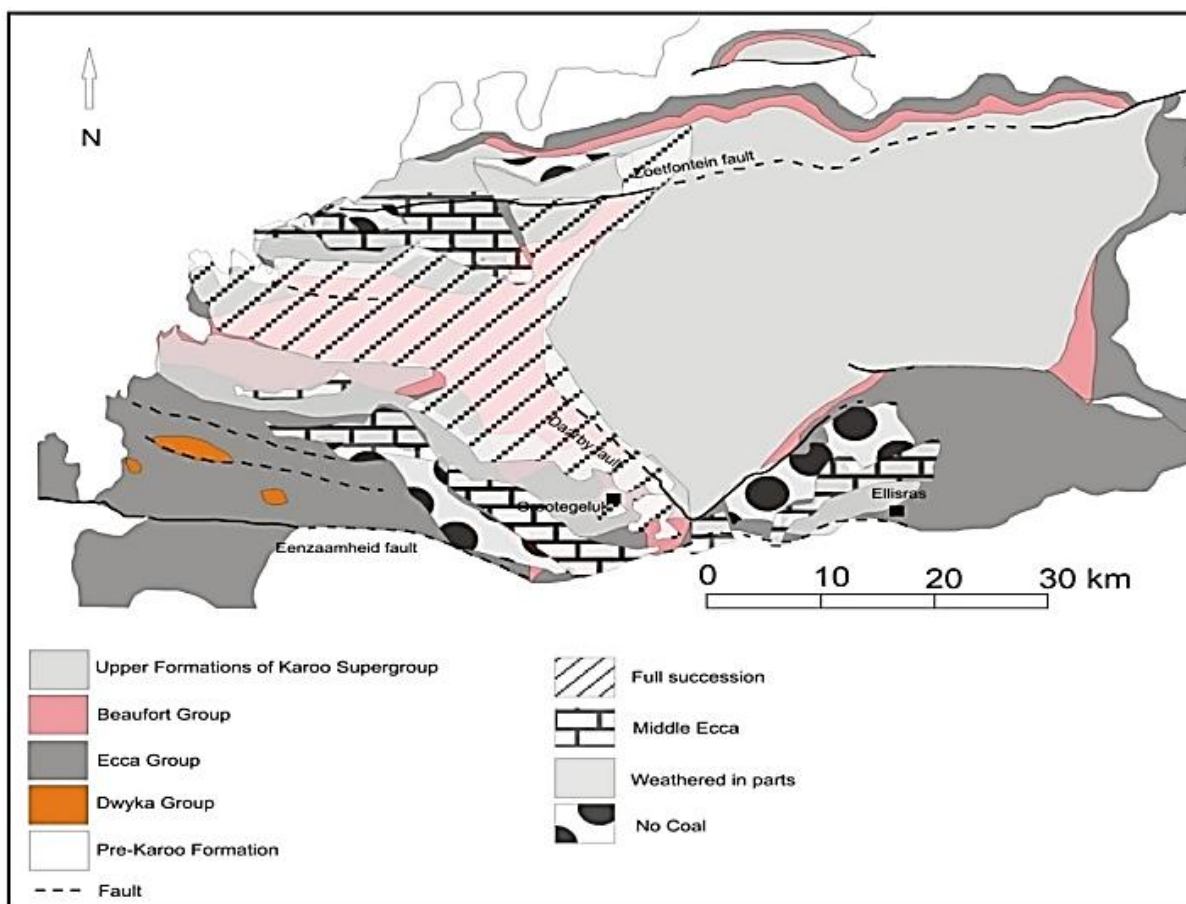 N
Zoetfontein fault
Daarby fault
Grootegeluk
Ellisras
Eenzaamheid fault
0 10 20 30 km
Upper Formations of Karoo Supergroup
Beaufort Group
Ecca Group
Dwyka Group
Pre-Karoo Formation
Fault
Full succession
Middle Ecca
Weathered in parts
No Coal